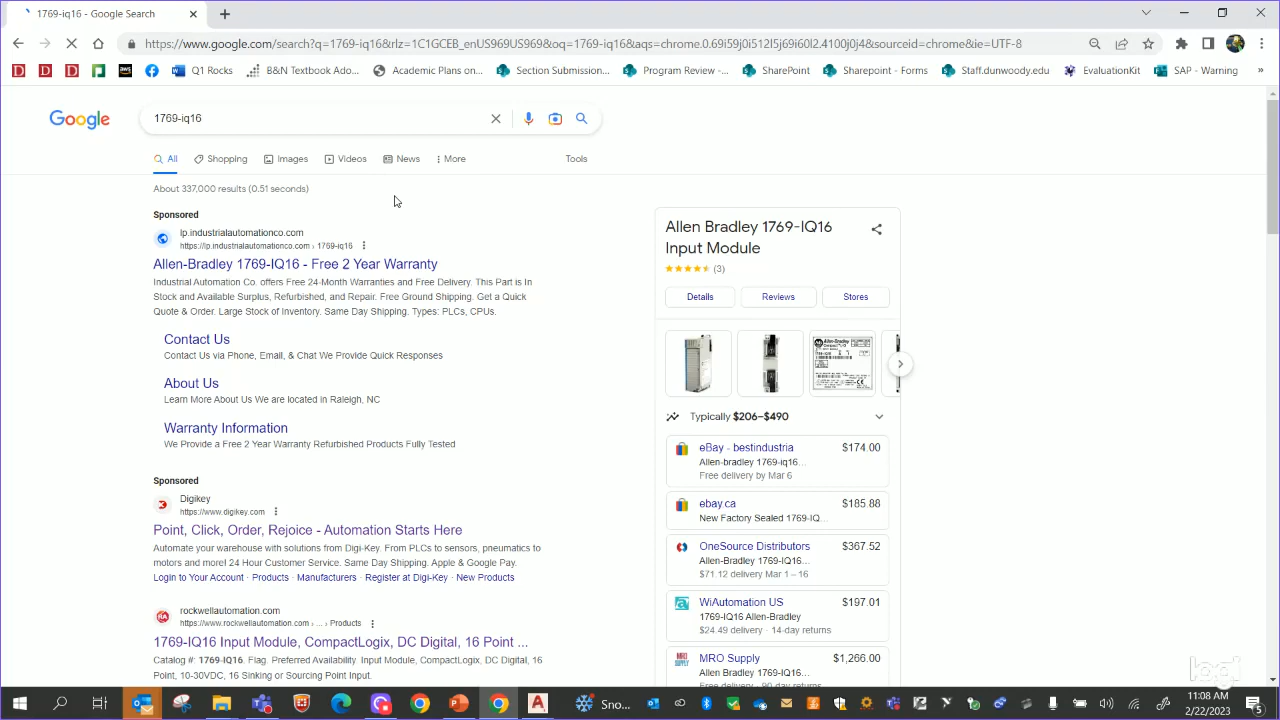 1769-iq16 - Google Search
https://www.google.com/search?q=1769-iq16&rlz=1C1GCEB_enUS969US969&oq=1769-iq16&aqs=chrome.0.69i59j0i512l5j69i60l2.4100j0j4&sourceid=chrome&ie=UTF-8
Q1 Rocks
B&N Textbook Ado...
Academic Plans on...
Section Submission...
Program Review -...
SharePoint
Sharepoint - Forms
Staff.dunwoody.edu
EvaluationKit
SAP - Warning
»
Google
1769-iq16
All
Shopping
Images
Videos
News
More
Tools
About 337,000 results (0.51 seconds)
Sponsored
lp.industrialautomationco.com
https://lp.industrialautomationco.com › 1769-iq16
Allen-Bradley 1769-IQ16 - Free 2 Year Warranty
Industrial Automation Co. offers Free 24-Month Warranties and Free Delivery. This Part is In
Stock and Available Surplus, Refurbished, and Repair. Free Ground Shipping. Get a Quick
Quote & Order. Large Stock of Inventory. Same Day Shipping. Types: PLCs, CPUs.
Contact Us
Contact Us via Phone, Email, & Chat We Provide Quick Responses
About Us
Learn More About Us We are located in Raleigh, NC
Warranty Information
We Provide a Free 2 Year Warranty Refurbished Products Fully Tested
Sponsored
Digikey
https://www.digikey.com
Point, Click, Order, Rejoice - Automation Starts Here
Automate your warehouse with solutions from Digi-Key. From PLCs to sensors, pneumatics to
motors and more! 24 Hour Customer Service. Same Day Shipping. Apple & Google Pay.
Login to Your Account · Products · Manufacturers · Register at Digi-Key · New Products
rockwellautomation.com
https://www.rockwellautomation.com › ... › Products
1769-IQ16 Input Module, CompactLogix, DC Digital, 16 Point ...
Catalog #: 1769-IQ16. Flag. Preferred Availability. Input Module, CompactLogix, DC Digital, 16
Point, 10-30VDC, 16 Sinking or Sourcing Point Input.
Allen Bradley 1769-IQ16
Input Module
(3)
Details
Reviews
Stores
Typically $206–$490
eBay - bestindustria
$174.00
Allen-bradley 1769-iq16...
Free delivery by Mar 6
ebay.ca
$185.88
New Factory Sealed 1769-IQ...
OneSource Distributors
$367.52
Allen-Bradley 1769-IQ16...
$71.12 delivery Mar 1 – 16
WiAutomation US
$197.01
1769-IQ16 Allen-Bradley
$24.49 delivery · 14-day returns
MRO Supply
$1,266.00
Allen Bradley 1769-IQ16...
Free delivery · 90-day returns
logi
Sno...
11:08 AM
2/22/2023
5